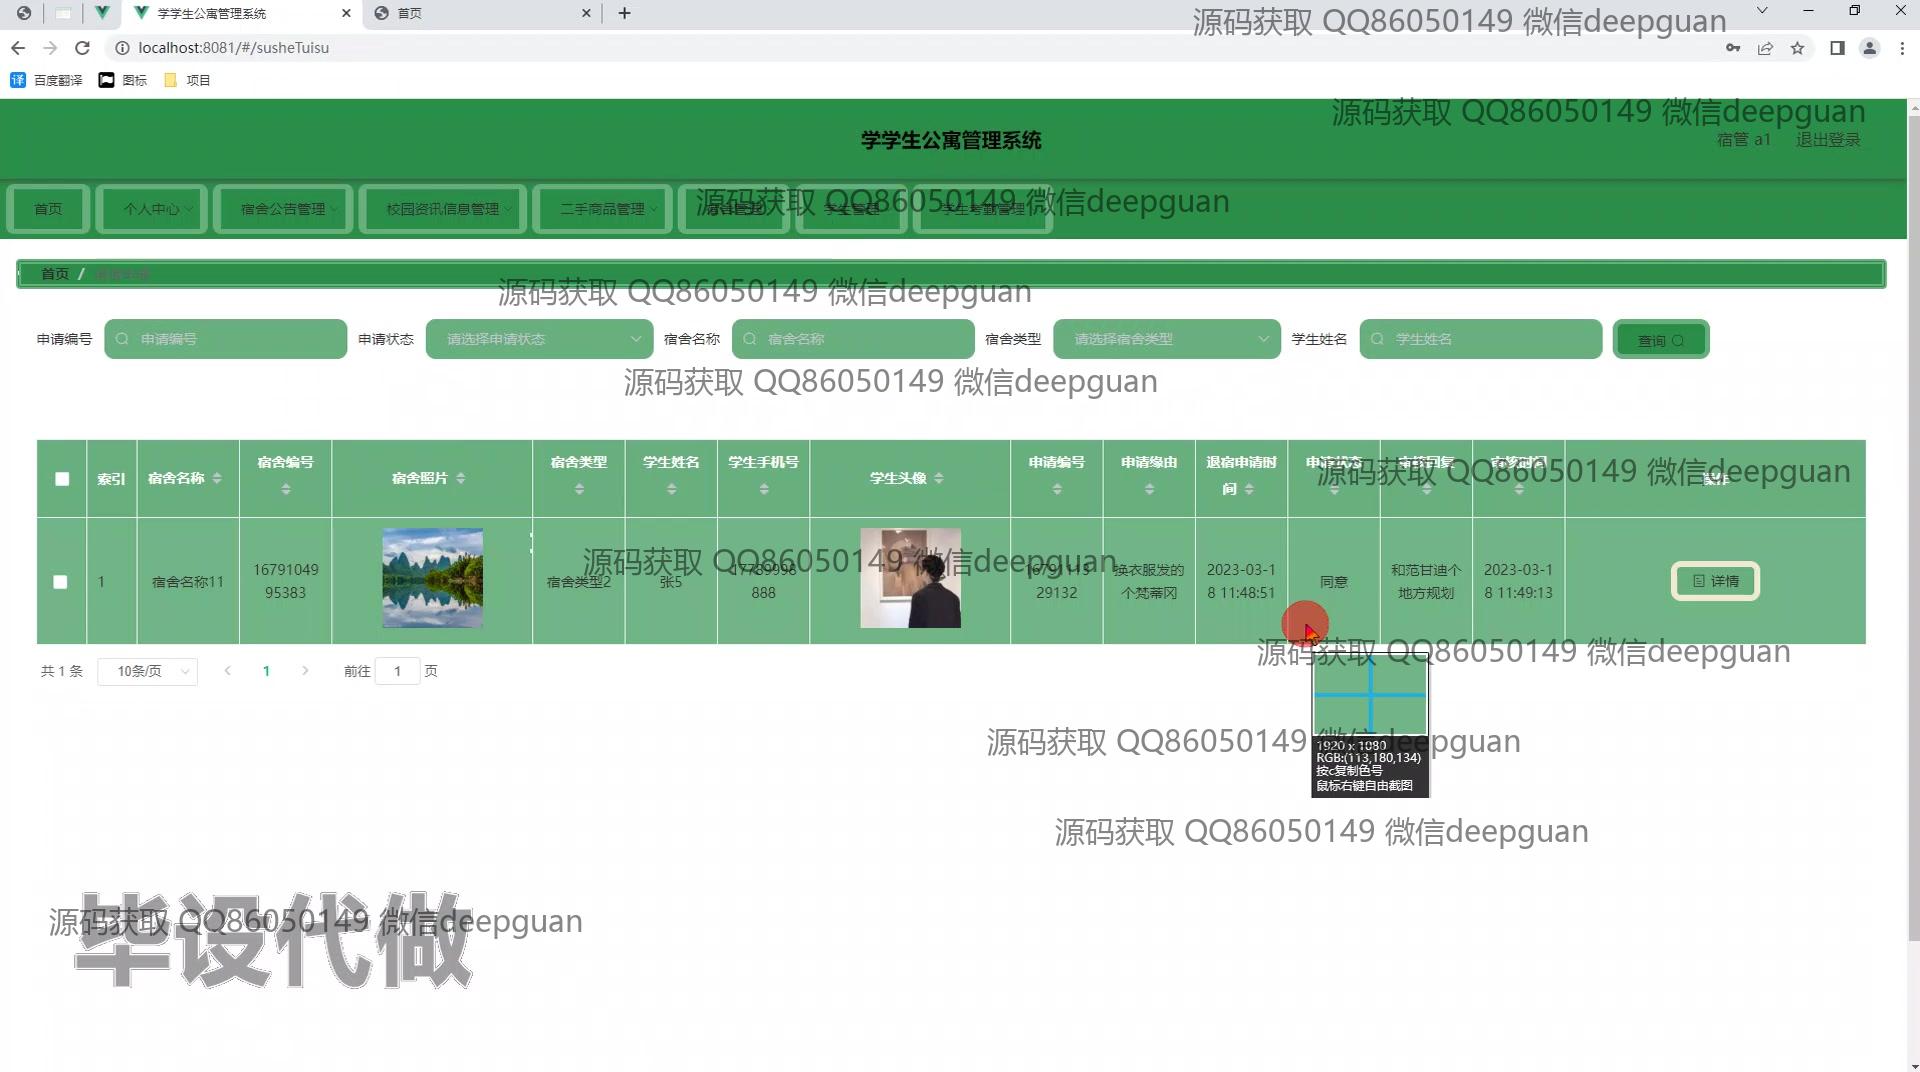 学学生公寓管理系统
首页
源码获取 QQ86050149 微信deepguan
localhost:8081/#/susheTuisu
百度翻译 图标 项目
源码获取 QQ86050149 微信deepguan
学学生公寓管理系统
宿管 a1 退出登录
首页 个人中心 宿舍公告管理 校园资讯信息管理 二手商品管理
源码获取 QQ86050149 微信deepguan
首页 /
源码获取 QQ86050149 微信deepguan
申请编号 申请编号 申请状态 请选择申请状态 宿舍名称 宿舍名称 宿舍类型 请选择宿舍类型 学生姓名 学生姓名 查询
源码获取 QQ86050149 微信deepguan
索引 宿舍名称 宿舍编号 宿舍照片 宿舍类型 学生姓名 学生手机号 学生头像 申请编号 申请缘由 退宿申请时间 申请状态 审核回复 审核时间 操作
源码获取 QQ86050149 微信deepguan
1 宿舍名称11 1679104995383 宿舍类型2 张5 17789998888 换衣服发的个梵蒂冈 2023-03-18 11:48:51 同意 和范甘迪个地方规划 2023-03-18 11:49:13 详情
源码获取 QQ86050149 微信deepguan
源码获取 QQ86050149 微信deepguan
共 1 条 10条/页 1 前往 1 页
源码获取 QQ86050149 微信deepguan
1920 x 1080
RGB:(113,180,134)
按c复制色号
鼠标右键自由截图
源码获取 QQ86050149 微信deepguan
源码获取 QQ86050149 微信deepguan
毕设代做